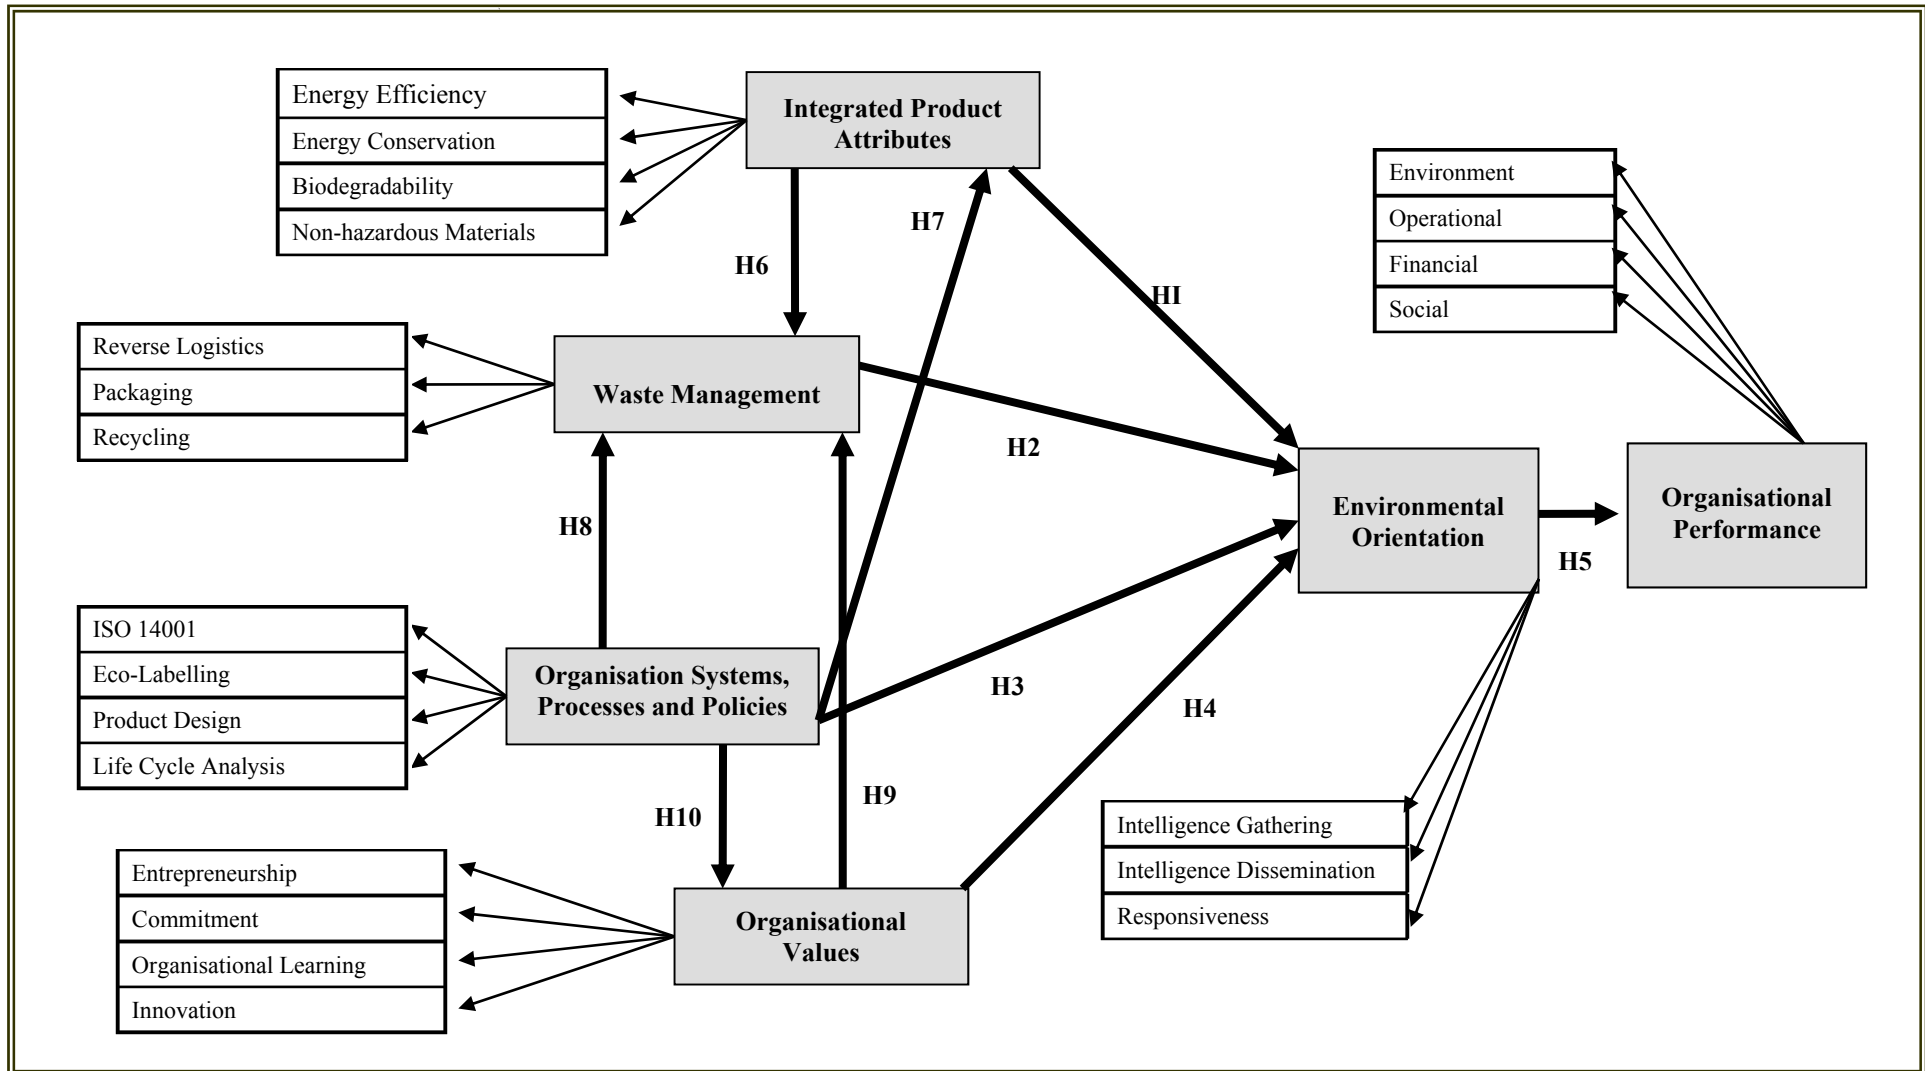 Energy Efficiency
Energy Conservation
Biodegradability
Non-hazardous Materials
Integrated Product
Attributes
H7
H6
HI
Environment
Operational
Financial
Social
Reverse Logistics
Packaging
Recycling
Waste Management
H2
H8
Environmental
Orientation
H5
Organisational
Performance
ISO 14001
Eco-Labelling
Product Design
Life Cycle Analysis
Organisation Systems,
Processes and Policies
H3
H4
H10
H9
Entrepreneurship
Commitment
Organisational Learning
Innovation
Organisational
Values
Intelligence Gathering
Intelligence Dissemination
Responsiveness